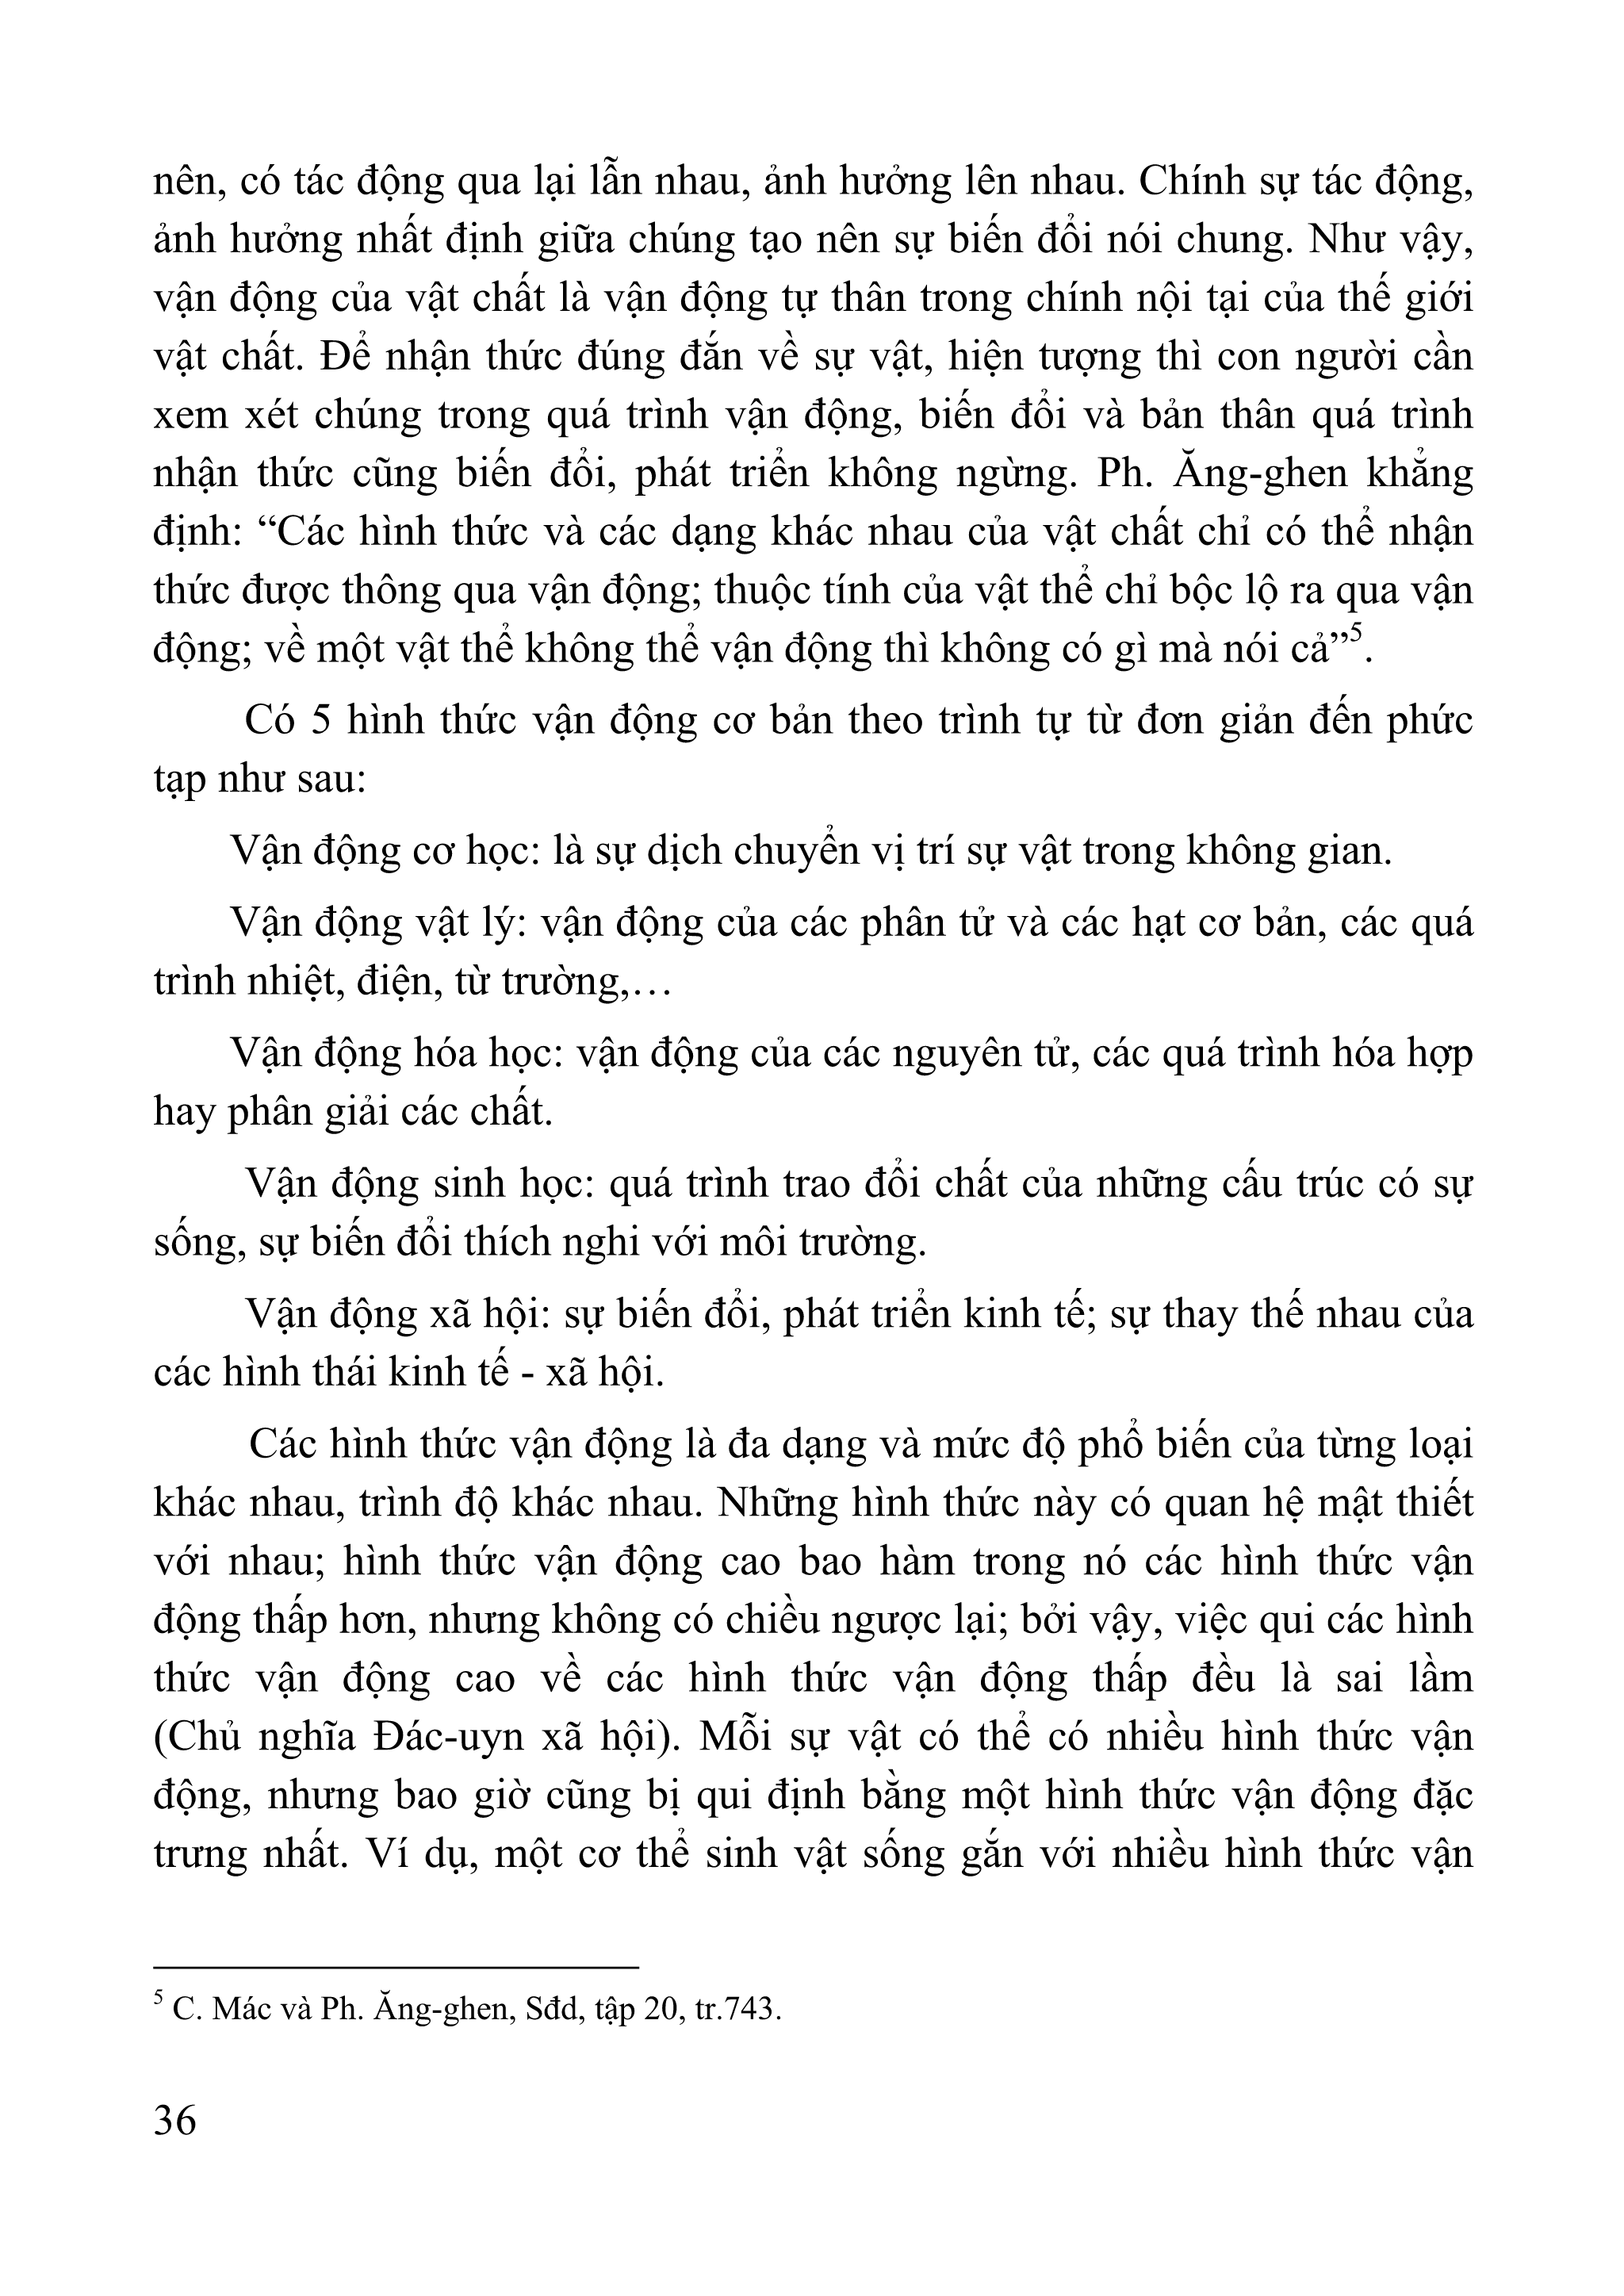 nên, có tác động qua lại lẫn nhau, ảnh hưởng lên nhau. Chính sự tác động,
ảnh hưởng nhất định giữa chúng tạo nên sự biến đổi nói chung. Như vậy,
vận động của vật chất là vận động tự thân trong chính nội tại của thế giới
vật chất. Để nhận thức đúng đắn về sự vật, hiện tượng thì con người cần
xem xét chúng trong quá trình vận động, biến đổi và bản thân quá trình
nhận thức cũng biến đổi, phát triển không ngừng. Ph. Ăng-ghen khẳng
định: “Các hình thức và các dạng khác nhau của vật chất chỉ có thể nhận
thức được thông qua vận động; thuộc tính của vật thể chỉ bộc lộ ra qua vận
động; về một vật thể không thể vận động thì không có gì mà nói cả”⁵.
Có 5 hình thức vận động cơ bản theo trình tự từ đơn giản đến phức
tạp như sau:
Vận động cơ học: là sự dịch chuyển vị trí sự vật trong không gian.
Vận động vật lý: vận động của các phân tử và các hạt cơ bản, các quá
trình nhiệt, điện, từ trường,…
Vận động hóa học: vận động của các nguyên tử, các quá trình hóa hợp
hay phân giải các chất.
Vận động sinh học: quá trình trao đổi chất của những cấu trúc có sự
sống, sự biến đổi thích nghi với môi trường.
Vận động xã hội: sự biến đổi, phát triển kinh tế; sự thay thế nhau của
các hình thái kinh tế - xã hội.
Các hình thức vận động là đa dạng và mức độ phổ biến của từng loại
khác nhau, trình độ khác nhau. Những hình thức này có quan hệ mật thiết
với nhau; hình thức vận động cao bao hàm trong nó các hình thức vận
động thấp hơn, nhưng không có chiều ngược lại; bởi vậy, việc qui các hình
thức vận động cao về các hình thức vận động thấp đều là sai lầm
(Chủ nghĩa Đác-uyn xã hội). Mỗi sự vật có thể có nhiều hình thức vận
động, nhưng bao giờ cũng bị qui định bằng một hình thức vận động đặc
trưng nhất. Ví dụ, một cơ thể sinh vật sống gắn với nhiều hình thức vận
⁵ C. Mác và Ph. Ăng-ghen, Sđd, tập 20, tr.743.
36